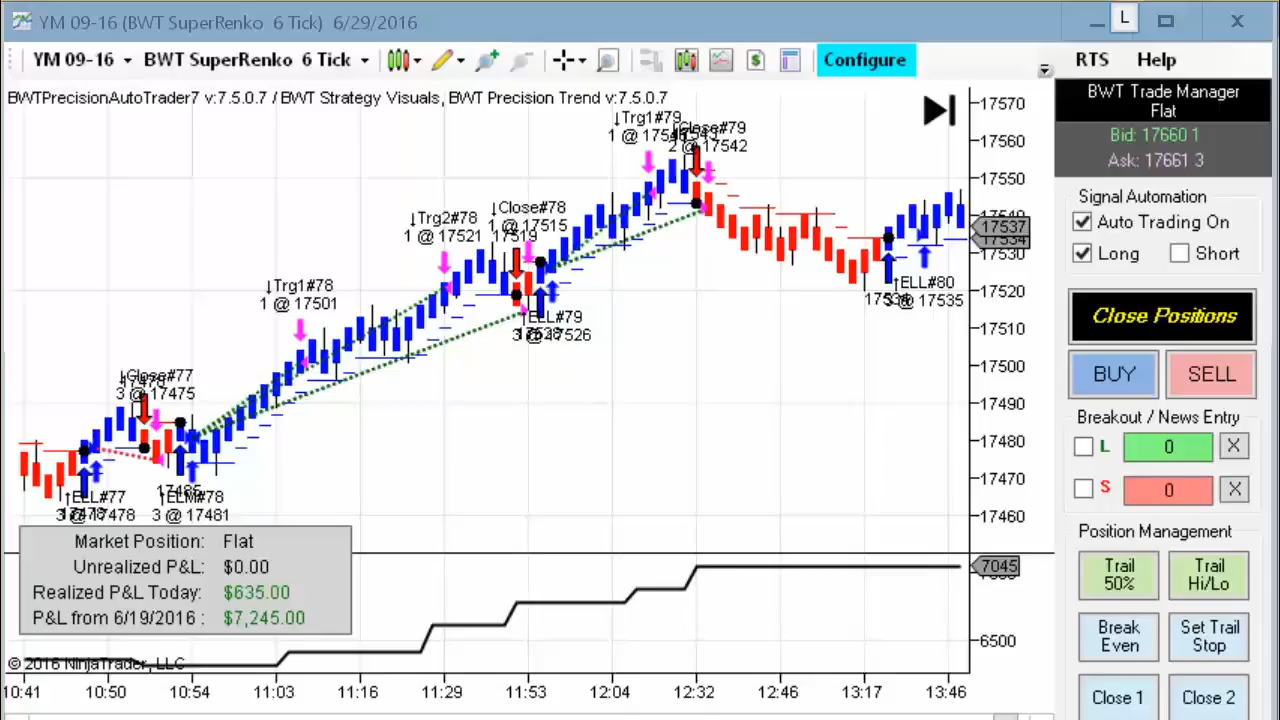 YM 09-16 (BWT SuperRenko 6 Tick) 6/29/2016
L
YM 09-16 BWT SuperRenko 6 Tick
Configure
RTS Help
BWTPrecisionAutoTrader7 v:7.5.0.7 / BWT Strategy Visuals, BWT Precision Trend v:7.5.0.7
BWT Trade Manager
Flat
Bid: 17660 1
Ask: 17661 3
Signal Automation
Auto Trading On
Long Short
Close Positions
BUY SELL
Breakout / News Entry
L 0 X
S 0 X
Position Management
Trail 50%
Trail Hi/Lo
Break Even
Set Trail Stop
Close 1 Close 2
↓Trg1#79
1 @
Close#79
2 @ 17542
↓Close#78
1 @ 17515
17519
↓Trg2#78
1 @ 17521
↓Trg1#78
1 @ 17501
Close#77
3 @ 17475
↑ELL#77
17478
ELM#78
3 @ 17481
17485
↑ELL#79
17526
↑ELL#80
@ 17535
17570
17560
17550
17540
17537
17534
17530
17520
17510
17500
17490
17480
17470
17460
7045
6500
Market Position: Flat
Unrealized P&L: $0.00
Realized P&L Today: $635.00
P&L from 6/19/2016 : $7,245.00
© 2016 NinjaTrader, LLC
10:41 10:50 10:54 11:03 11:16 11:29 11:53 12:04 12:32 12:46 13:17 13:46